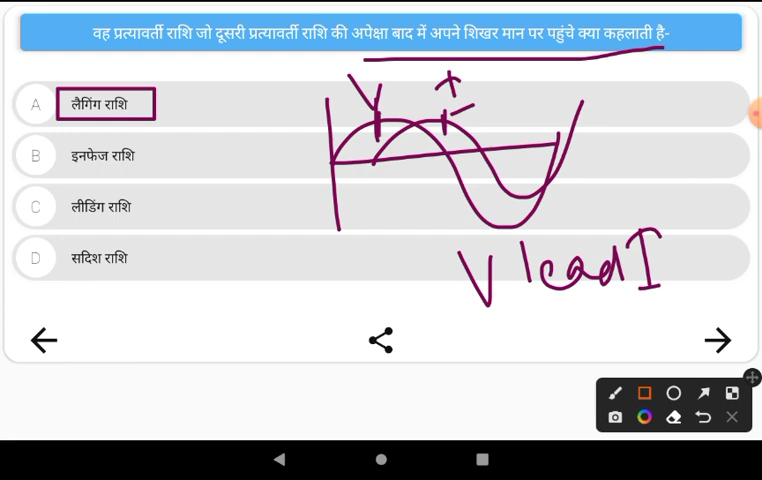 वह प्रत्यावर्ती राशि जो दूसरी प्रत्यावर्ती राशि की अपेक्षा बाद में अपने शिखर मान पर पहुंचे क्या कहलाती है-
A लैगिंग राशि
B इनफेज राशि
C लीडिंग राशि
D सदिश राशि
V lead I